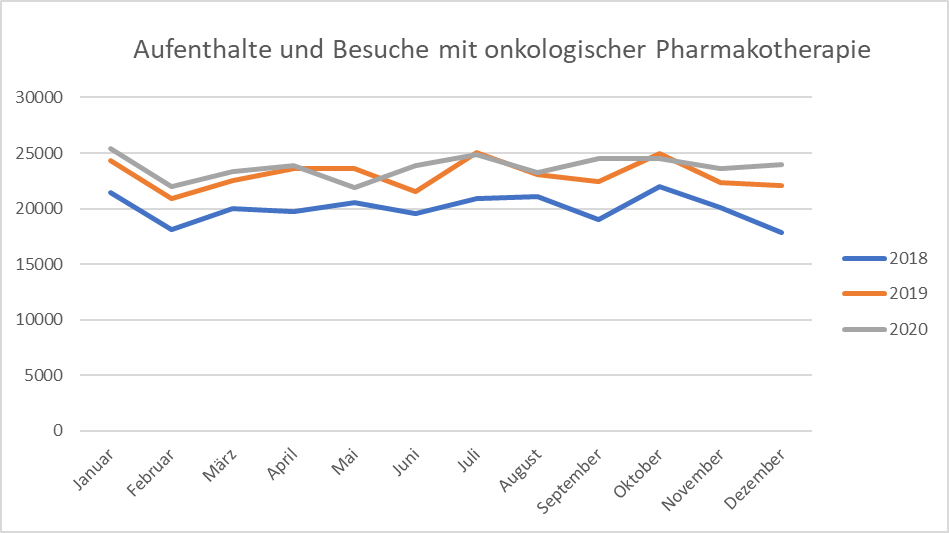 Aufenthalte und Besuche mit onkologischer Pharmakotherapie
30000
25000
20000
15000
10000
5000
0
Januar
Februar
März
April
Mai
Juni
Juli
August
September
Oktober
November
Dezember
2018
2019
2020